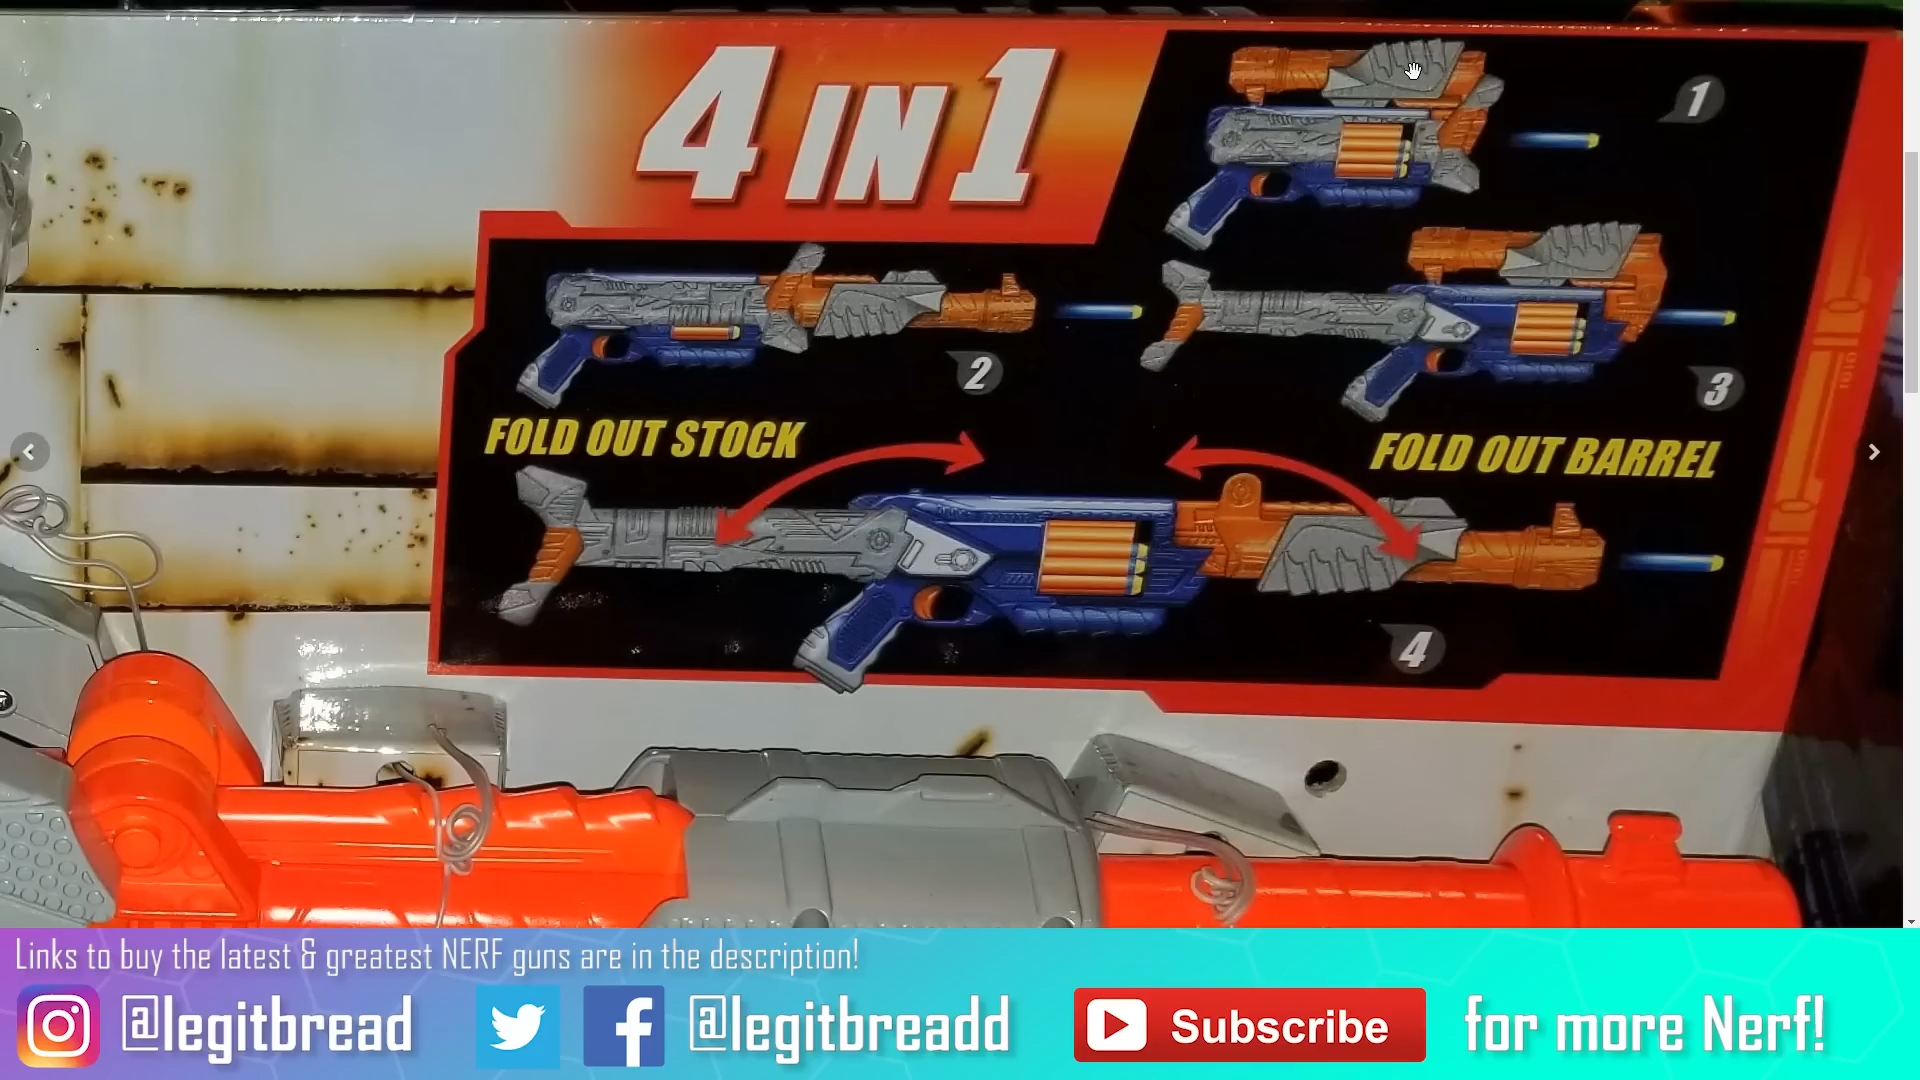 4 IN 1
1
2
3
FOLD OUT STOCK
FOLD OUT BARREL
4
Links to buy the latest & greatest NERF guns are in the description!
@legitbread
@legitbreadd
Subscribe
for more Nerf!